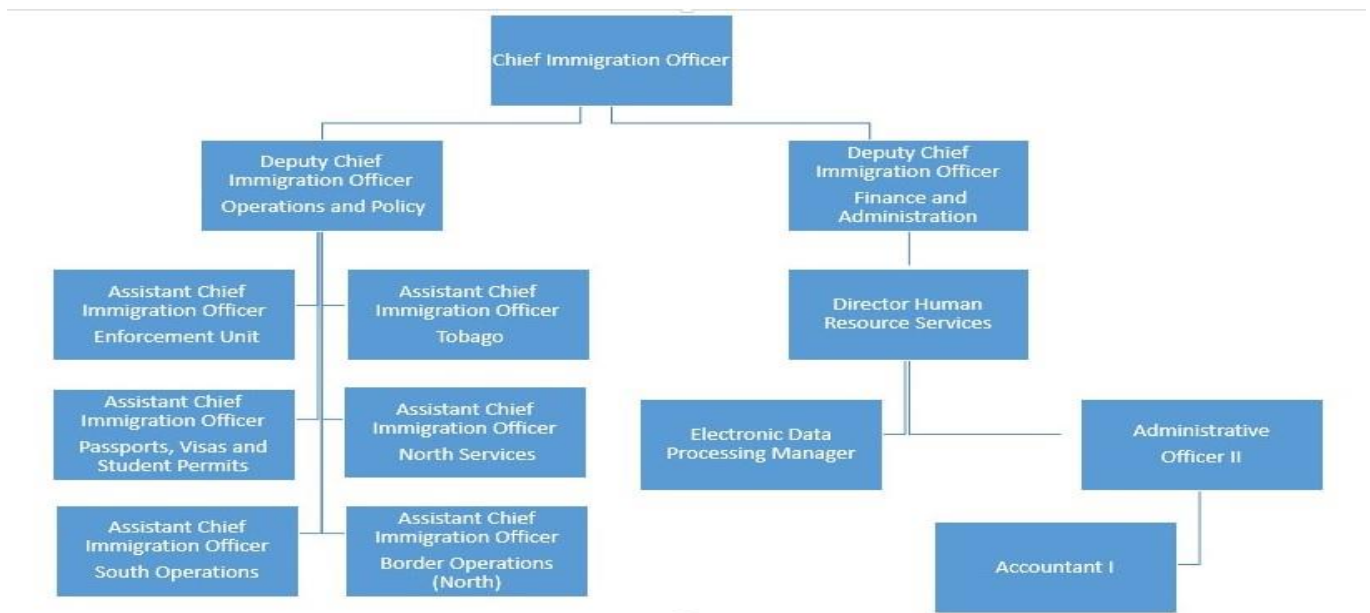 Chief Immigration Officer
Deputy Chief
Immigration Officer
Operations and Policy
Deputy Chief
Immigration Officer
Finance and
Administration
Assistant Chief
Immigration Officer
Enforcement Unit
Assistant Chief
Immigration Officer
Tobago
Director Human
Resource Services
Assistant Chief
Immigration Officer
Passports, Visas and
Student Permits
Assistant Chief
Immigration Officer
North Services
Electronic Data
Processing Manager
Administrative
Officer II
Assistant Chief
Immigration Officer
South Operations
Assistant Chief
Immigration Officer
Border Operations
(North)
Accountant I